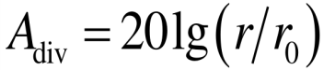 A_div = 20lg(r/r_0)